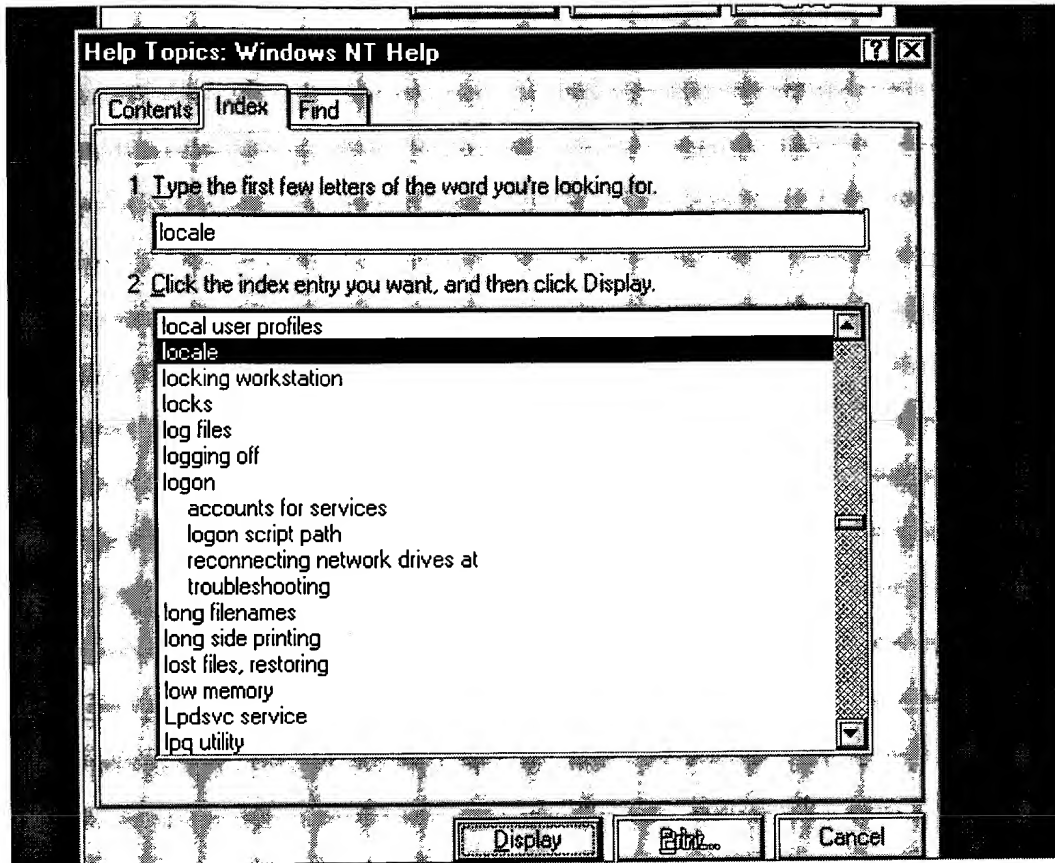 Help Topics: Windows NT Help
Contents Index Find
1 Type the first few letters of the word you're looking for.
locale
2 Click the index entry you want, and then click Display.
local user profiles
locale
locking workstation
locks
log files
logging off
logon
accounts for services
logon script path
reconnecting network drives at
troubleshooting
long filenames
long side printing
lost files, restoring
low memory
Lpdsvc service
lpq utility
Display Print... Cancel